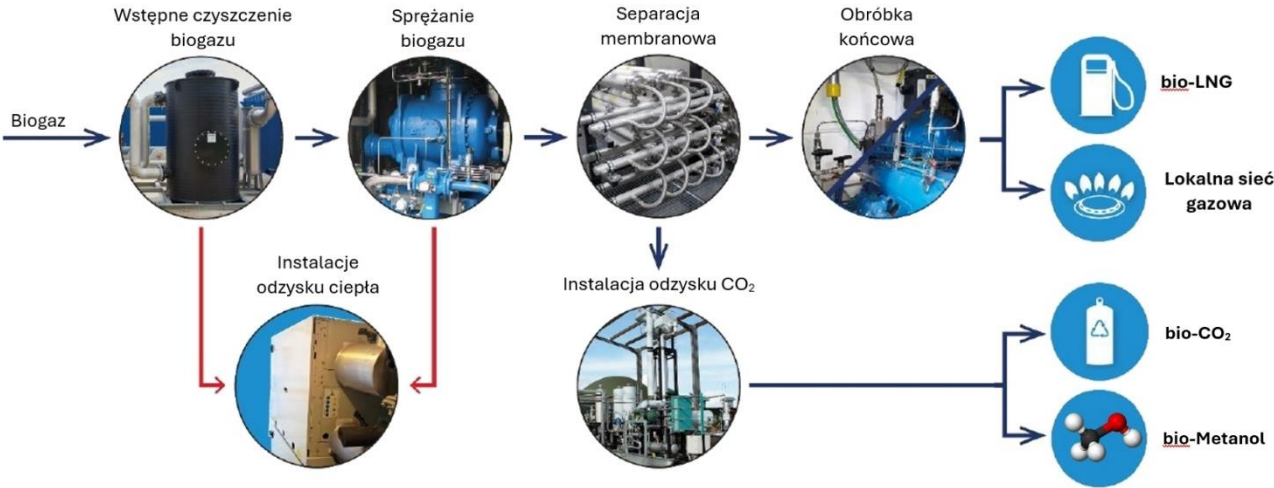 Wstępne czyszczenie
biogazu
Sprężanie
biogazu
Separacja
membranowa
Obróbka
końcowa
Biogaz
bio-LNG
Lokalna sieć
gazowa
Instalacje
odzysku ciepła
Instalacja odzysku CO₂
bio-CO₂
bio-Metanol